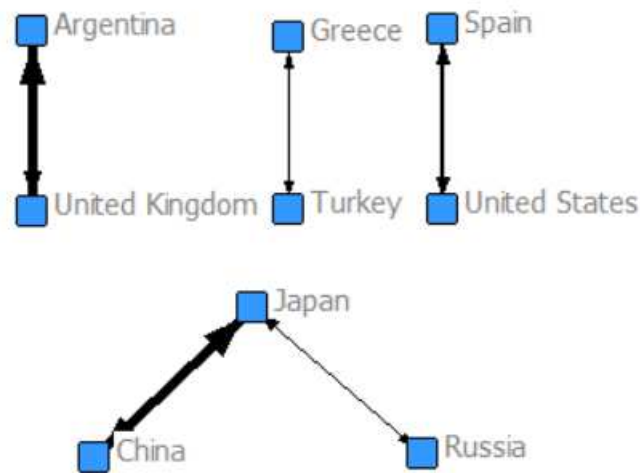 Argentina
Greece
Spain
United Kingdom
Turkey
United States
Japan
China
Russia